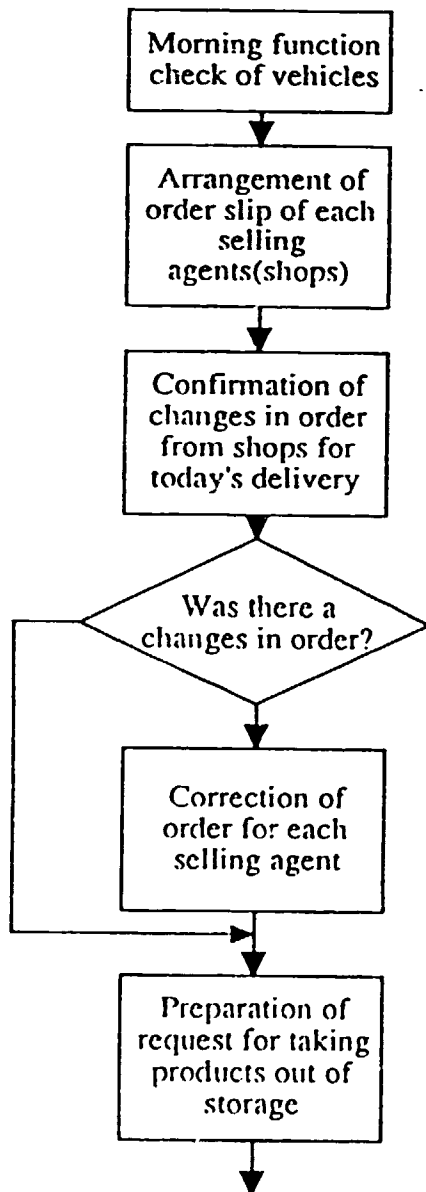 Morning function
check of vehicles
Arrangement of
order slip of each
selling
agents(shops)
Confirmation of
changes in order
from shops for
today's delivery
Was there a
changes in order?
Correction of
order for each
selling agent
Preparation of
request for taking
products out of
storage